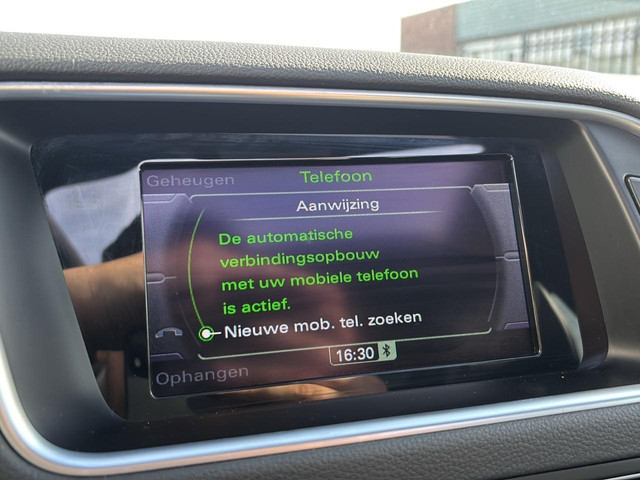 Geheugen
Telefoon
Aanwijzing
De automatische
verbindingsopbouw
met uw mobiele telefoon
is actief.
Nieuwe mob. tel. zoeken
16:30
Ophangen